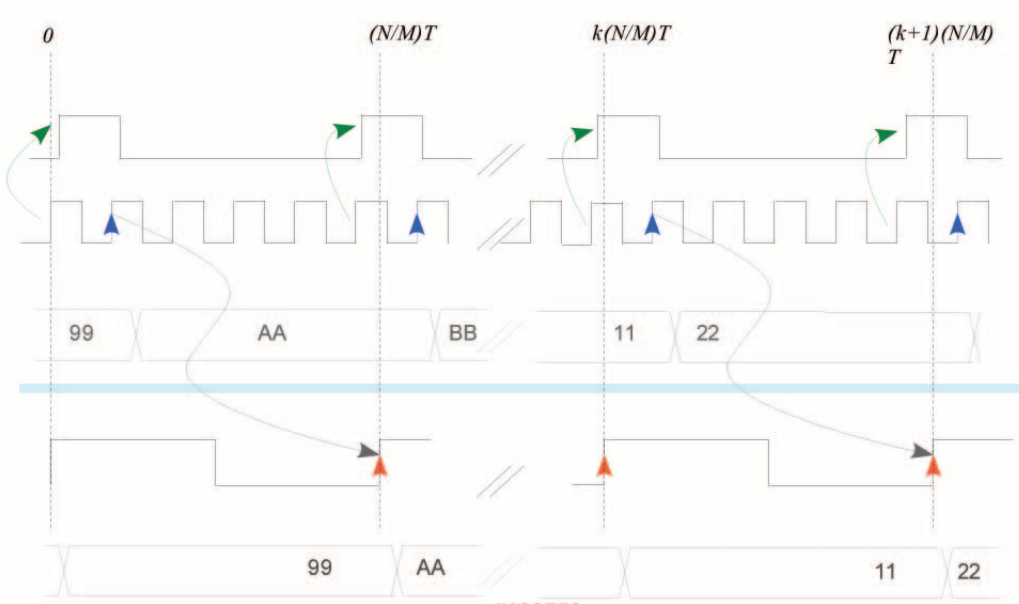 0 (N/M)T k(N/M)T (k+1)(N/M)
T
99 AA BB 11 22
99 AA 11 22